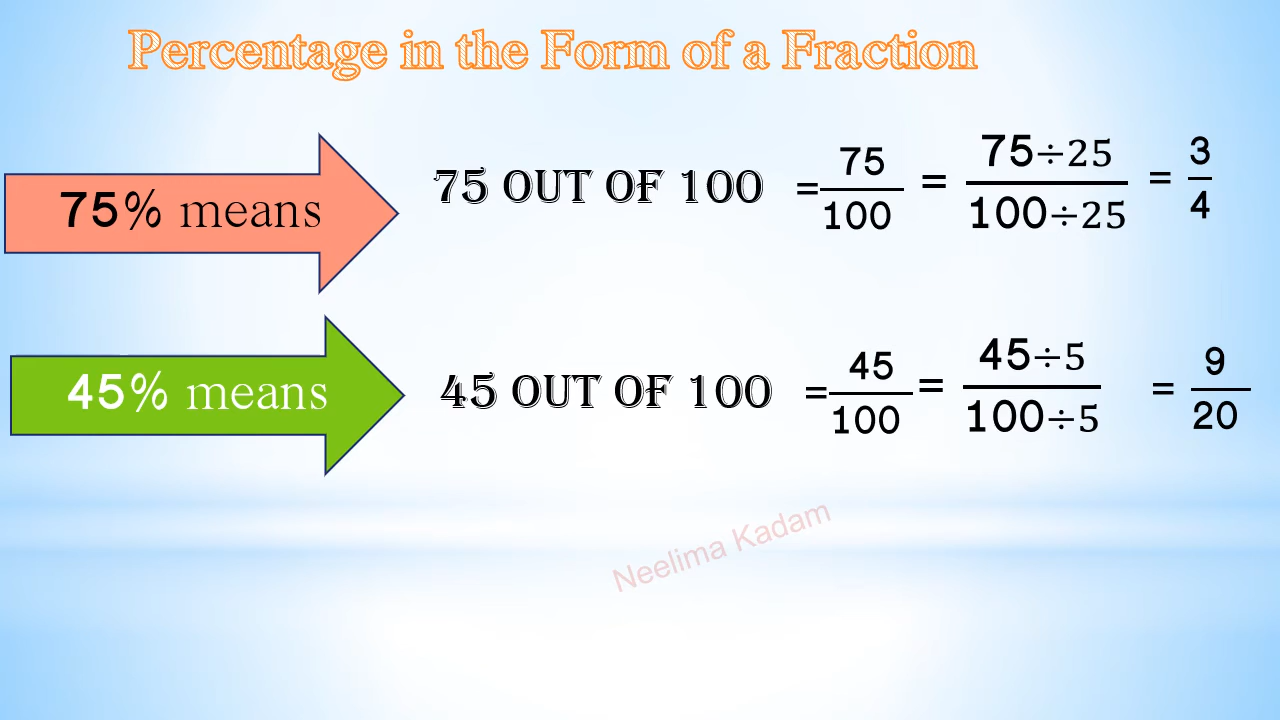 Percentage in the Form of a Fraction
75% means
75 OUT OF 100 = 75/100 = 75÷25/100÷25 = 3/4
45% means
45 OUT OF 100 = 45/100 = 45÷5/100÷5 = 9/20
Neelima Kadam